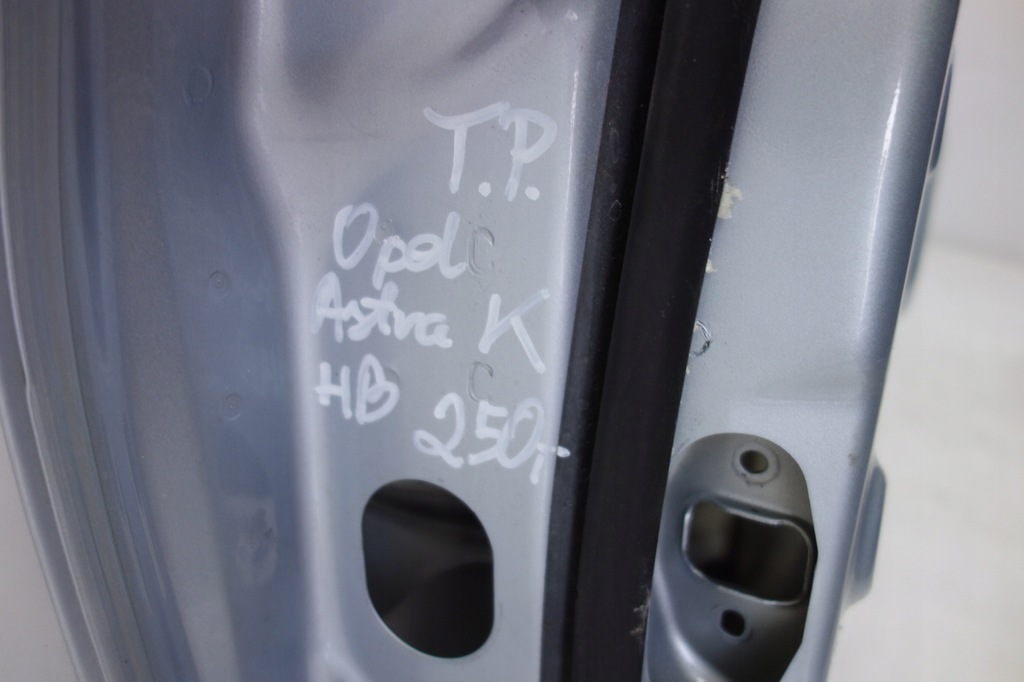 T.P.
Opel
Astra K
HB 250,-